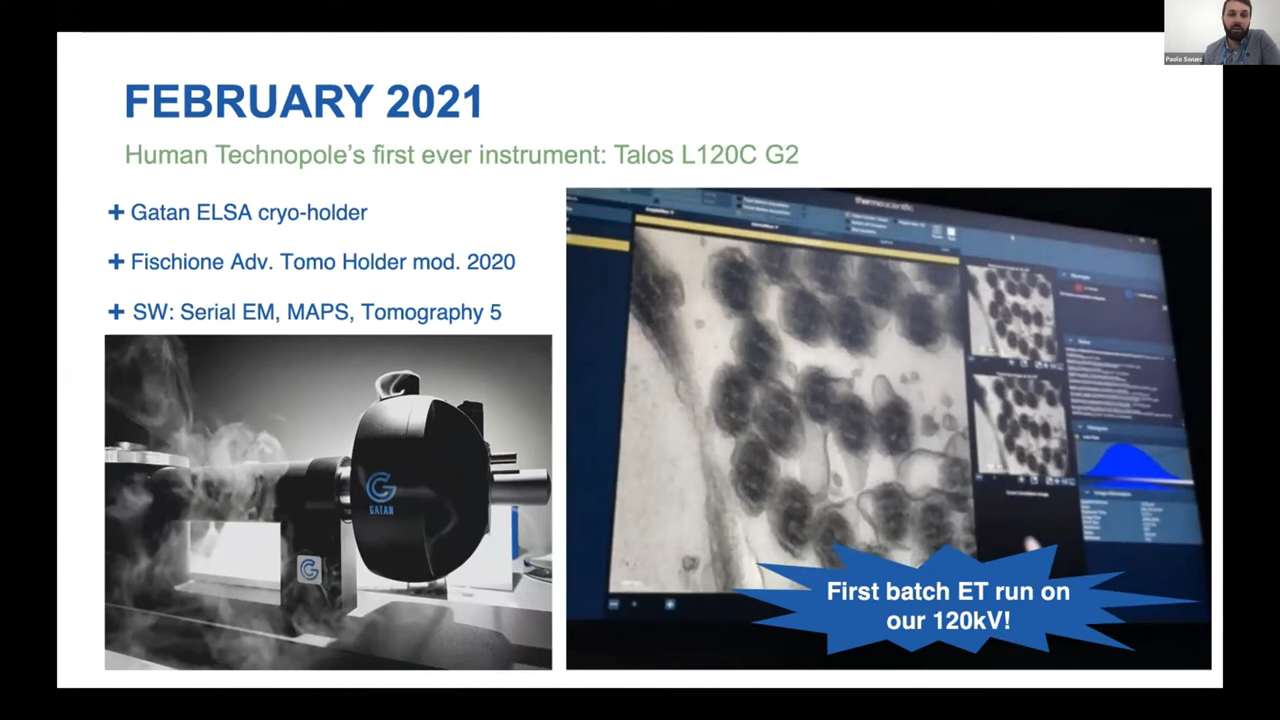 Paolo Swuec
FEBRUARY 2021
Human Technopole's first ever instrument: Talos L120C G2
+ Gatan ELSA cryo-holder
+ Fischione Adv. Tomo Holder mod. 2020
+ SW: Serial EM, MAPS, Tomography 5
thermoscientific
G
GATAN
G
First batch ET run on
our 120kV!